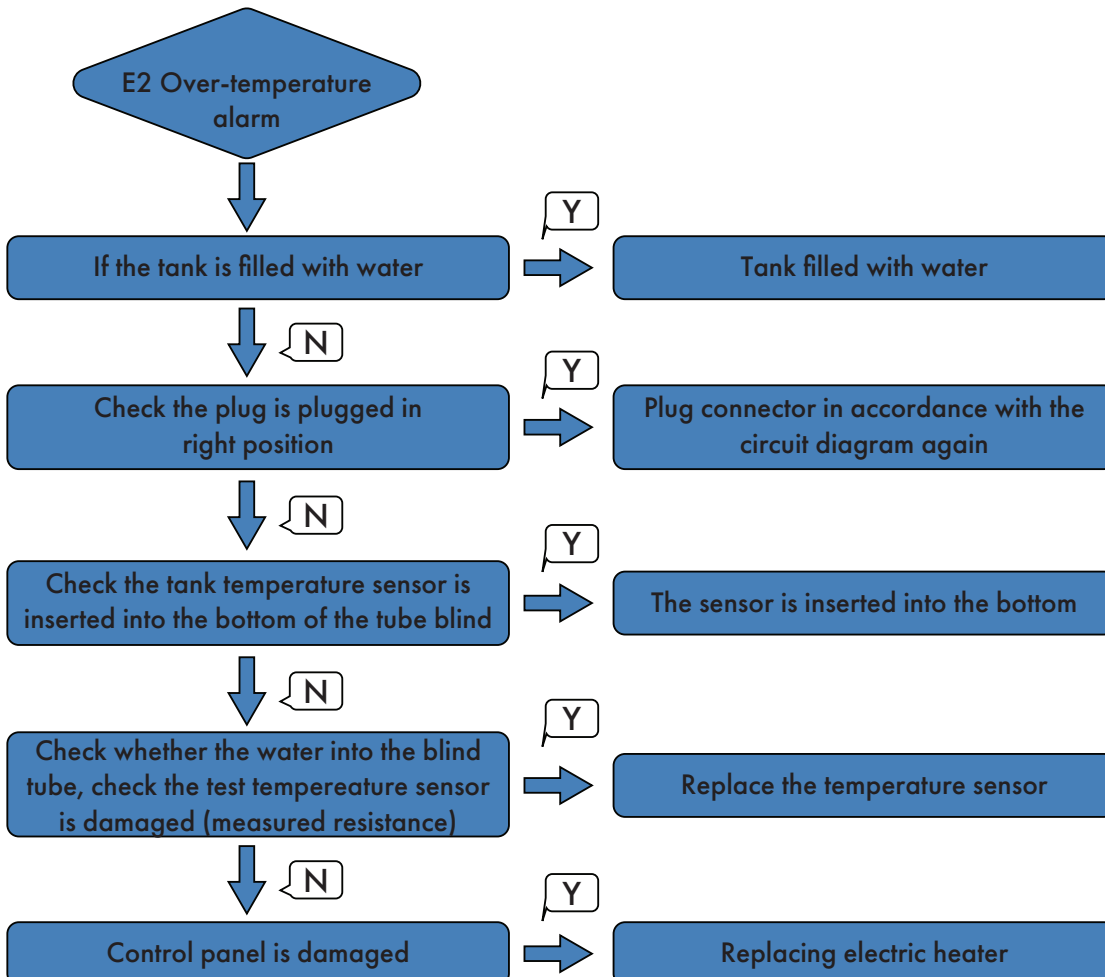 E2 Over-temperature
alarm
Y
If the tank is filled with water
Tank filled with water
N
Y
Check the plug is plugged in
right position
Plug connector in accordance with the
circuit diagram again
N
Y
Check the tank temperature sensor is
inserted into the bottom of the tube blind
The sensor is inserted into the bottom
N
Y
Check whether the water into the blind
tube, check the test tempereature sensor
is damaged (measured resistance)
Replace the temperature sensor
N
Y
Control panel is damaged
Replacing electric heater